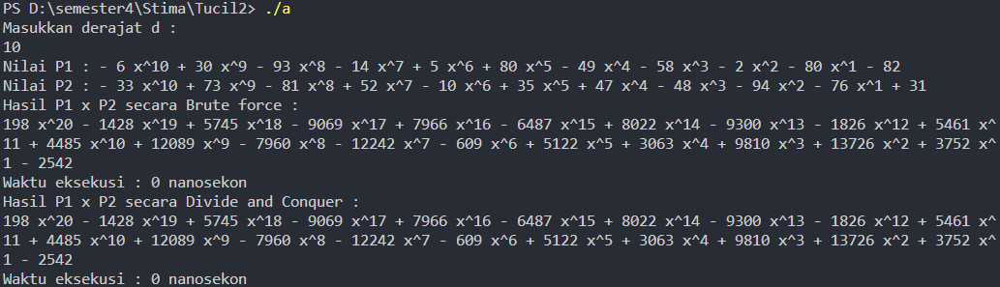 PS D:\semester4\Stima\Tucil2> ./a
Masukkan derajat d :
10
Nilai P1 : - 6 x^10 + 30 x^9 - 93 x^8 - 14 x^7 + 5 x^6 + 80 x^5 - 49 x^4 - 58 x^3 - 2 x^2 - 80 x^1 - 82
Nilai P2 : - 33 x^10 + 73 x^9 - 81 x^8 + 52 x^7 - 10 x^6 + 35 x^5 + 47 x^4 - 48 x^3 - 94 x^2 - 76 x^1 + 31
Hasil P1 x P2 secara Brute force :
198 x^20 - 1428 x^19 + 5745 x^18 - 9069 x^17 + 7966 x^16 - 6487 x^15 + 8022 x^14 - 9300 x^13 - 1826 x^12 + 5461 x^
11 + 4485 x^10 + 12089 x^9 - 7960 x^8 - 12242 x^7 - 609 x^6 + 5122 x^5 + 3063 x^4 + 9810 x^3 + 13726 x^2 + 3752 x^
1 - 2542
Waktu eksekusi : 0 nanosekon
Hasil P1 x P2 secara Divide and Conquer :
198 x^20 - 1428 x^19 + 5745 x^18 - 9069 x^17 + 7966 x^16 - 6487 x^15 + 8022 x^14 - 9300 x^13 - 1826 x^12 + 5461 x^
11 + 4485 x^10 + 12089 x^9 - 7960 x^8 - 12242 x^7 - 609 x^6 + 5122 x^5 + 3063 x^4 + 9810 x^3 + 13726 x^2 + 3752 x^
1 - 2542
Waktu eksekusi : 0 nanosekon